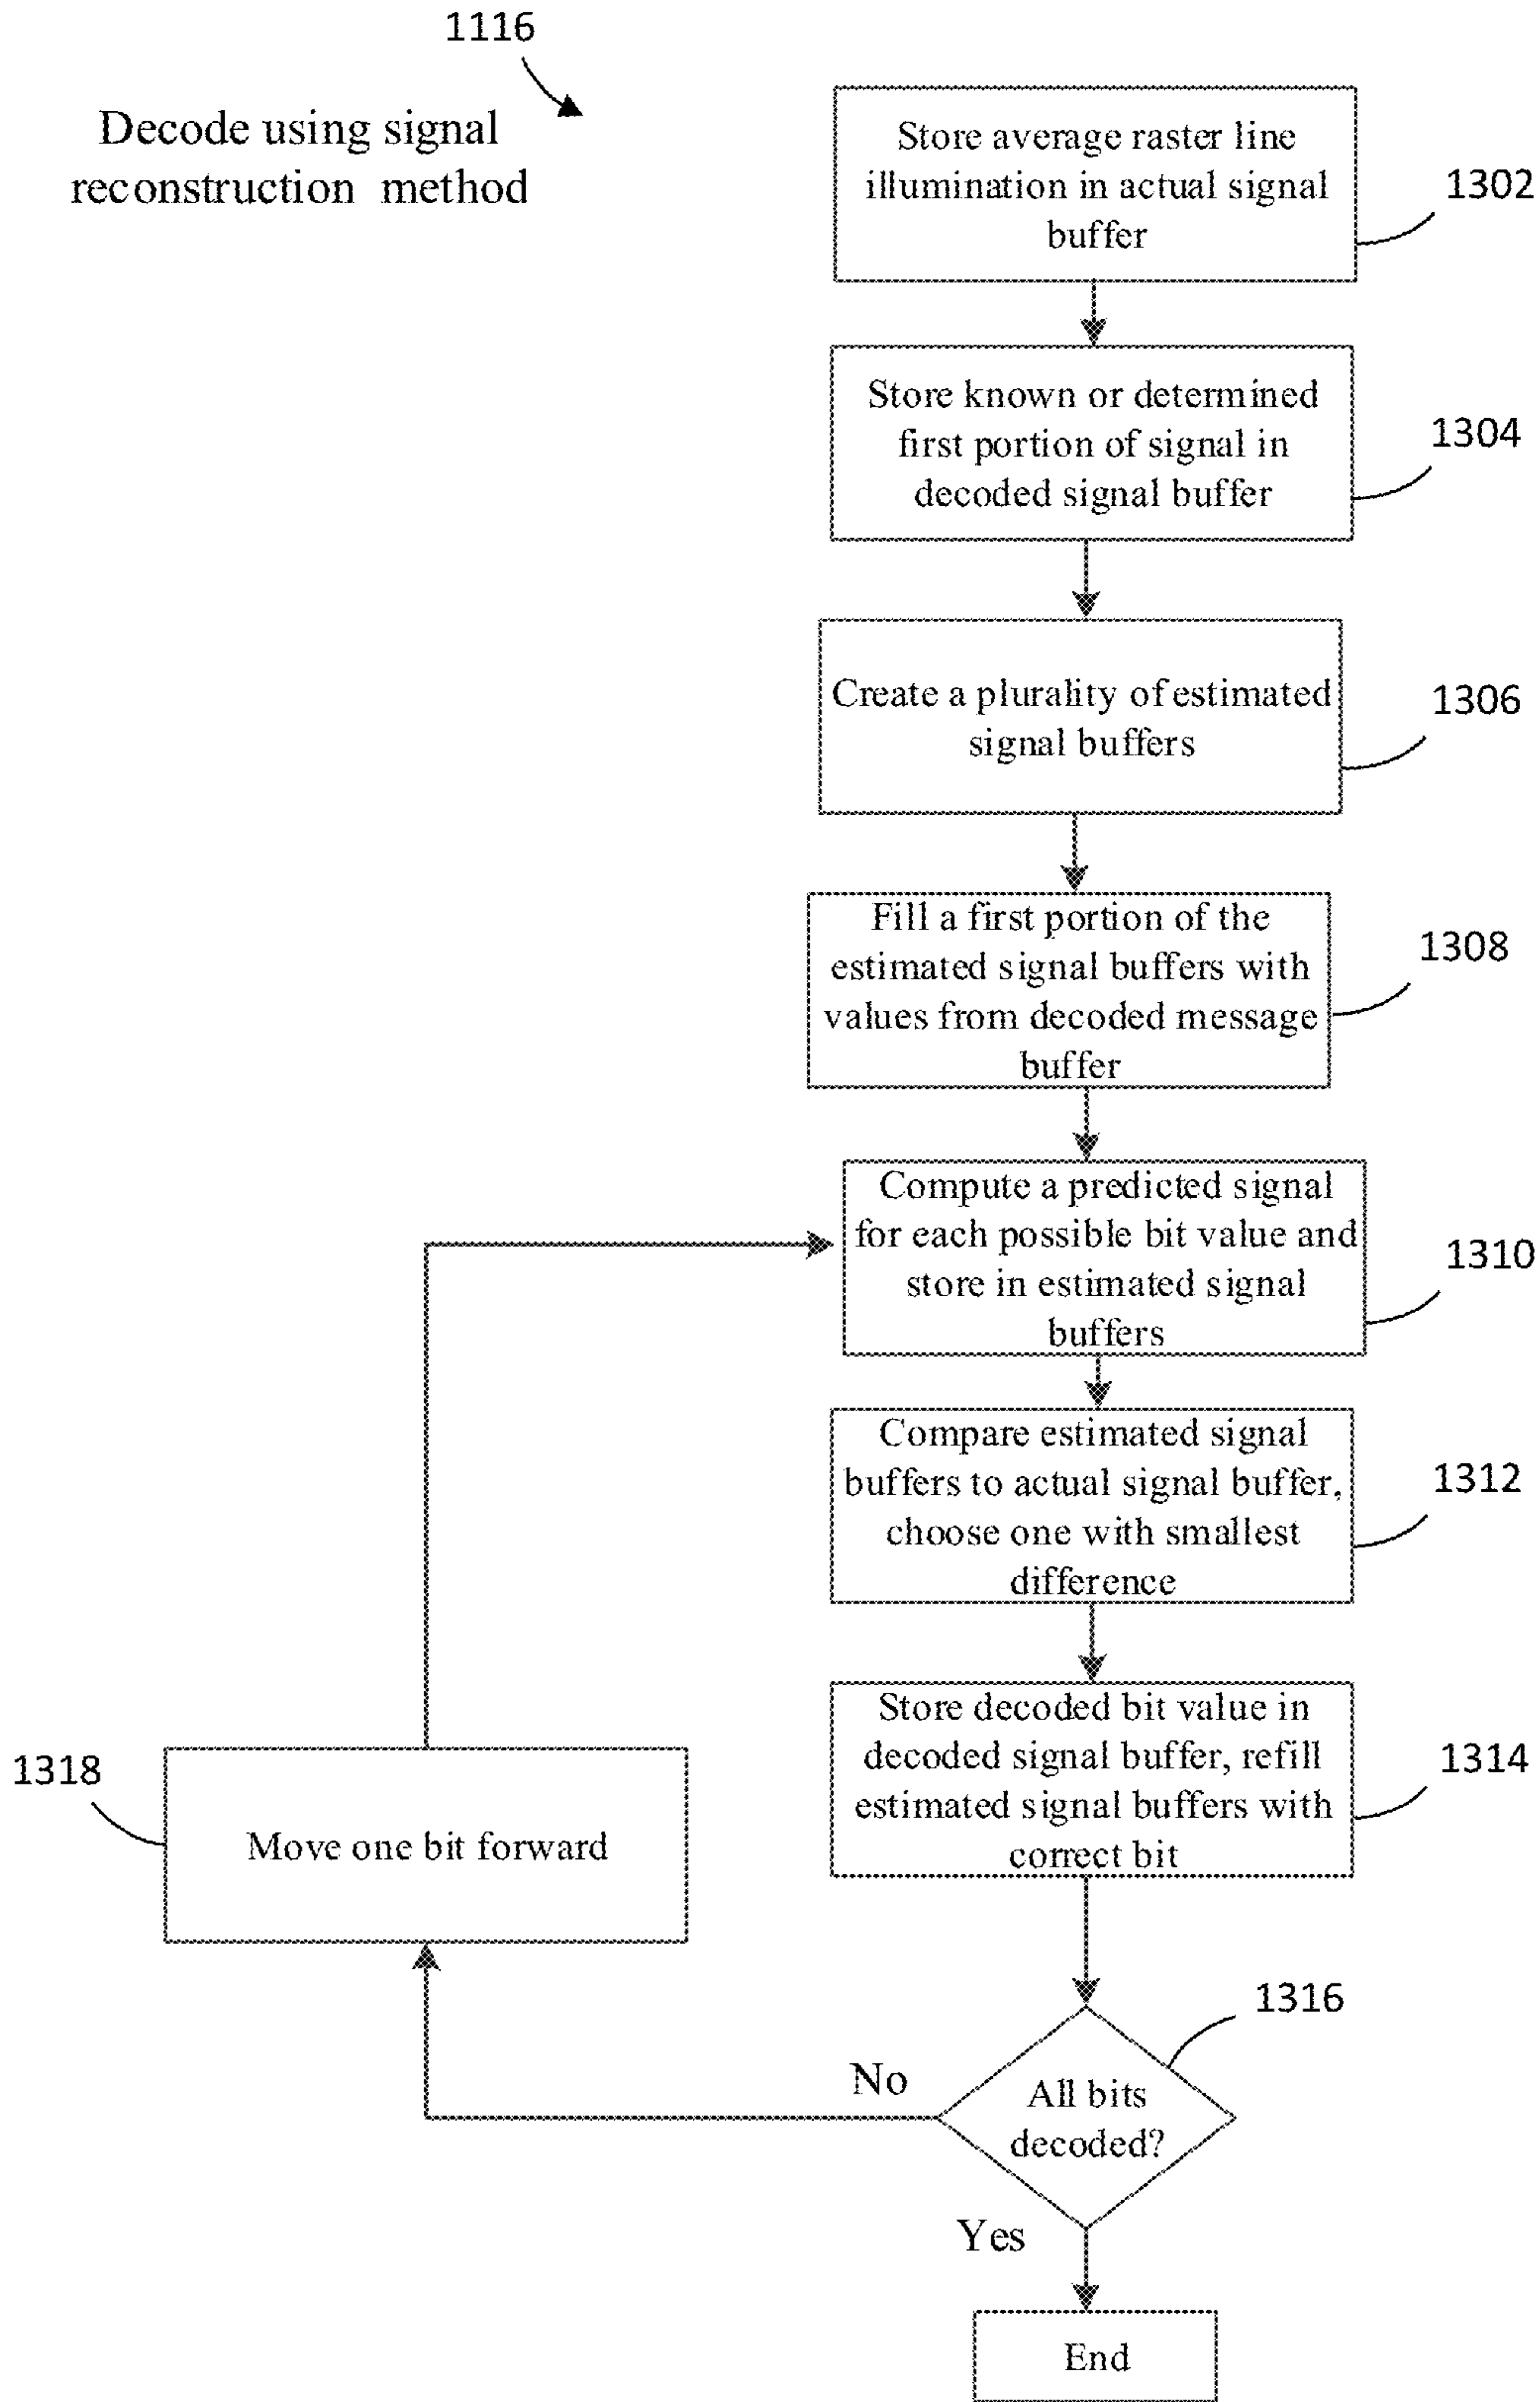 1116
Decode using signal
reconstruction method
Store average raster line
illumination in actual signal
buffer
1302
Store known or determined
first portion of signal in
decoded signal buffer
1304
Create a plurality of estimated
signal buffers
1306
Fill a first portion of the
estimated signal buffers with
values from decoded message
buffer
1308
Compute a predicted signal
for each possible bit value and
store in estimated signal
buffers
1310
Compare estimated signal
buffers to actual signal buffer,
choose one with smallest
difference
1312
Store decoded bit value in
decoded signal buffer, refill
estimated signal buffers with
correct bit
1314
1318
Move one bit forward
1316
All bits
decoded?
No
Yes
End